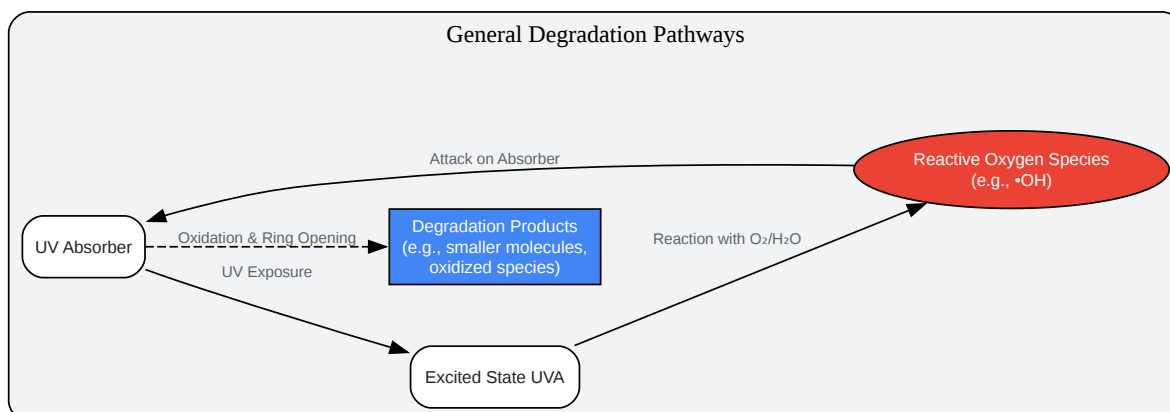 General Degradation Pathways
Attack on Absorber
Reactive Oxygen Species
(e.g., •OH)
UV Absorber
Oxidation & Ring Opening
Degradation Products
(e.g., smaller molecules,
oxidized species)
Reaction with O₂/H₂O
UV Exposure
Excited State UVA